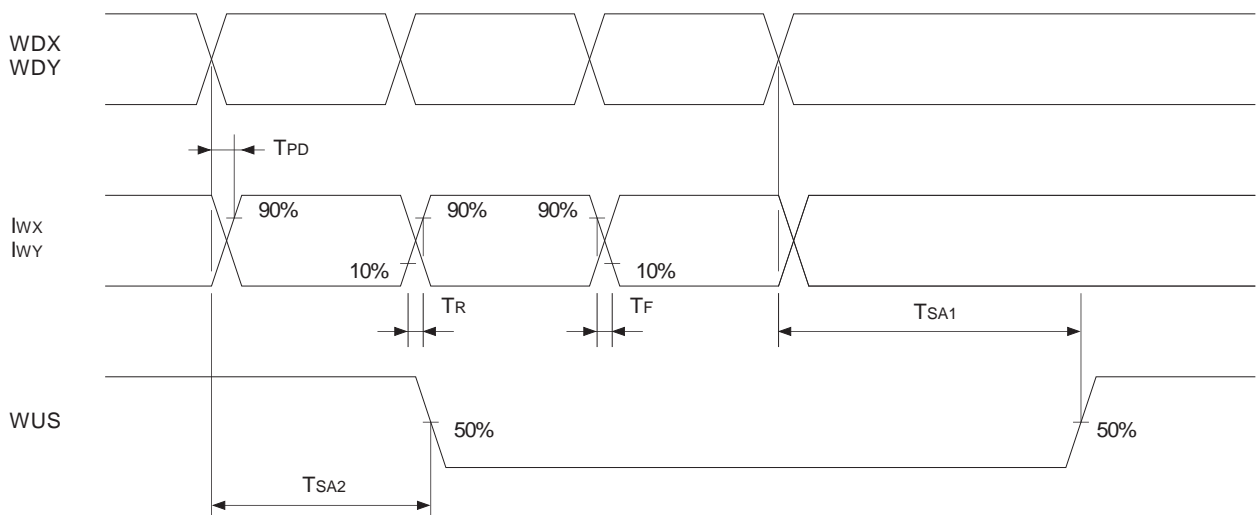 WDX
WDY
TPD
IWX
IWY
90%
90%
90%
10%
10%
TR
TF
TSA1
WUS
50%
50%
TSA2